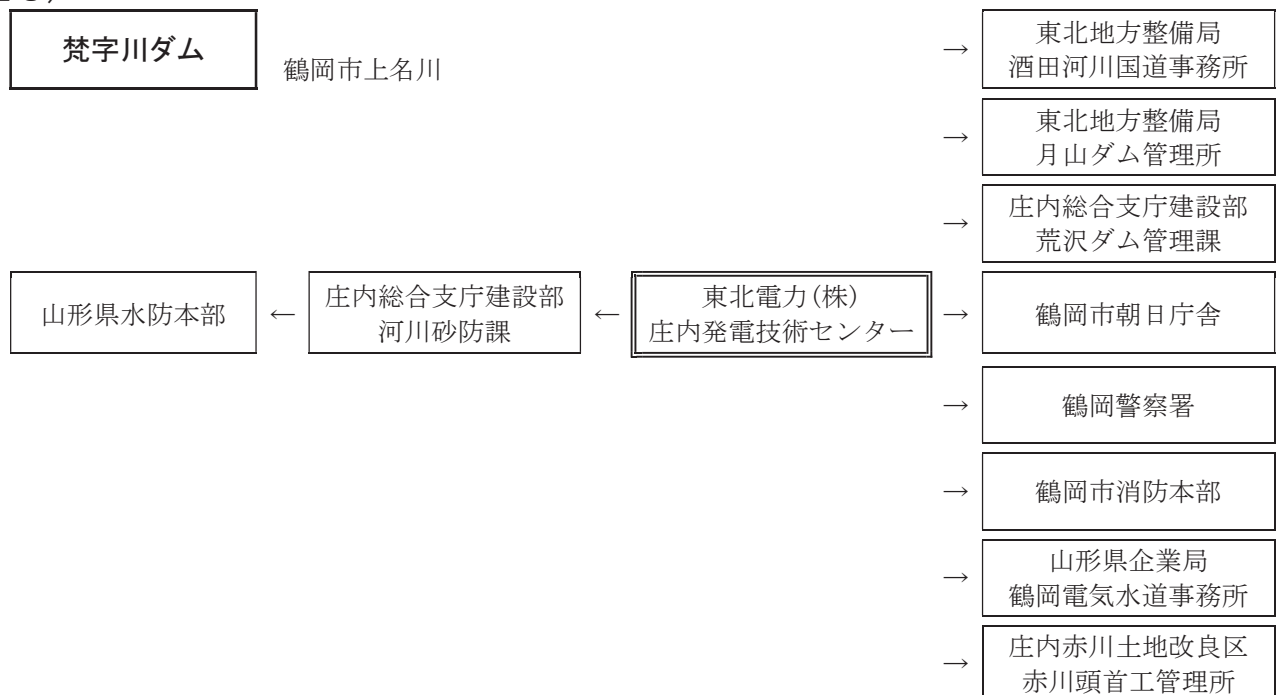 梵字川ダム
鶴岡市上名川
→
東北地方整備局
酒田河川国道事務所
→
東北地方整備局
月山ダム管理所
→
庄内総合支庁建設部
荒沢ダム管理課
山形県水防本部
←
庄内総合支庁建設部
河川砂防課
←
東北電力(株)
庄内発電技術センター
→
鶴岡市朝日庁舎
→
鶴岡警察署
→
鶴岡市消防本部
→
山形県企業局
鶴岡電気水道事務所
→
庄内赤川土地改良区
赤川頭首工管理所